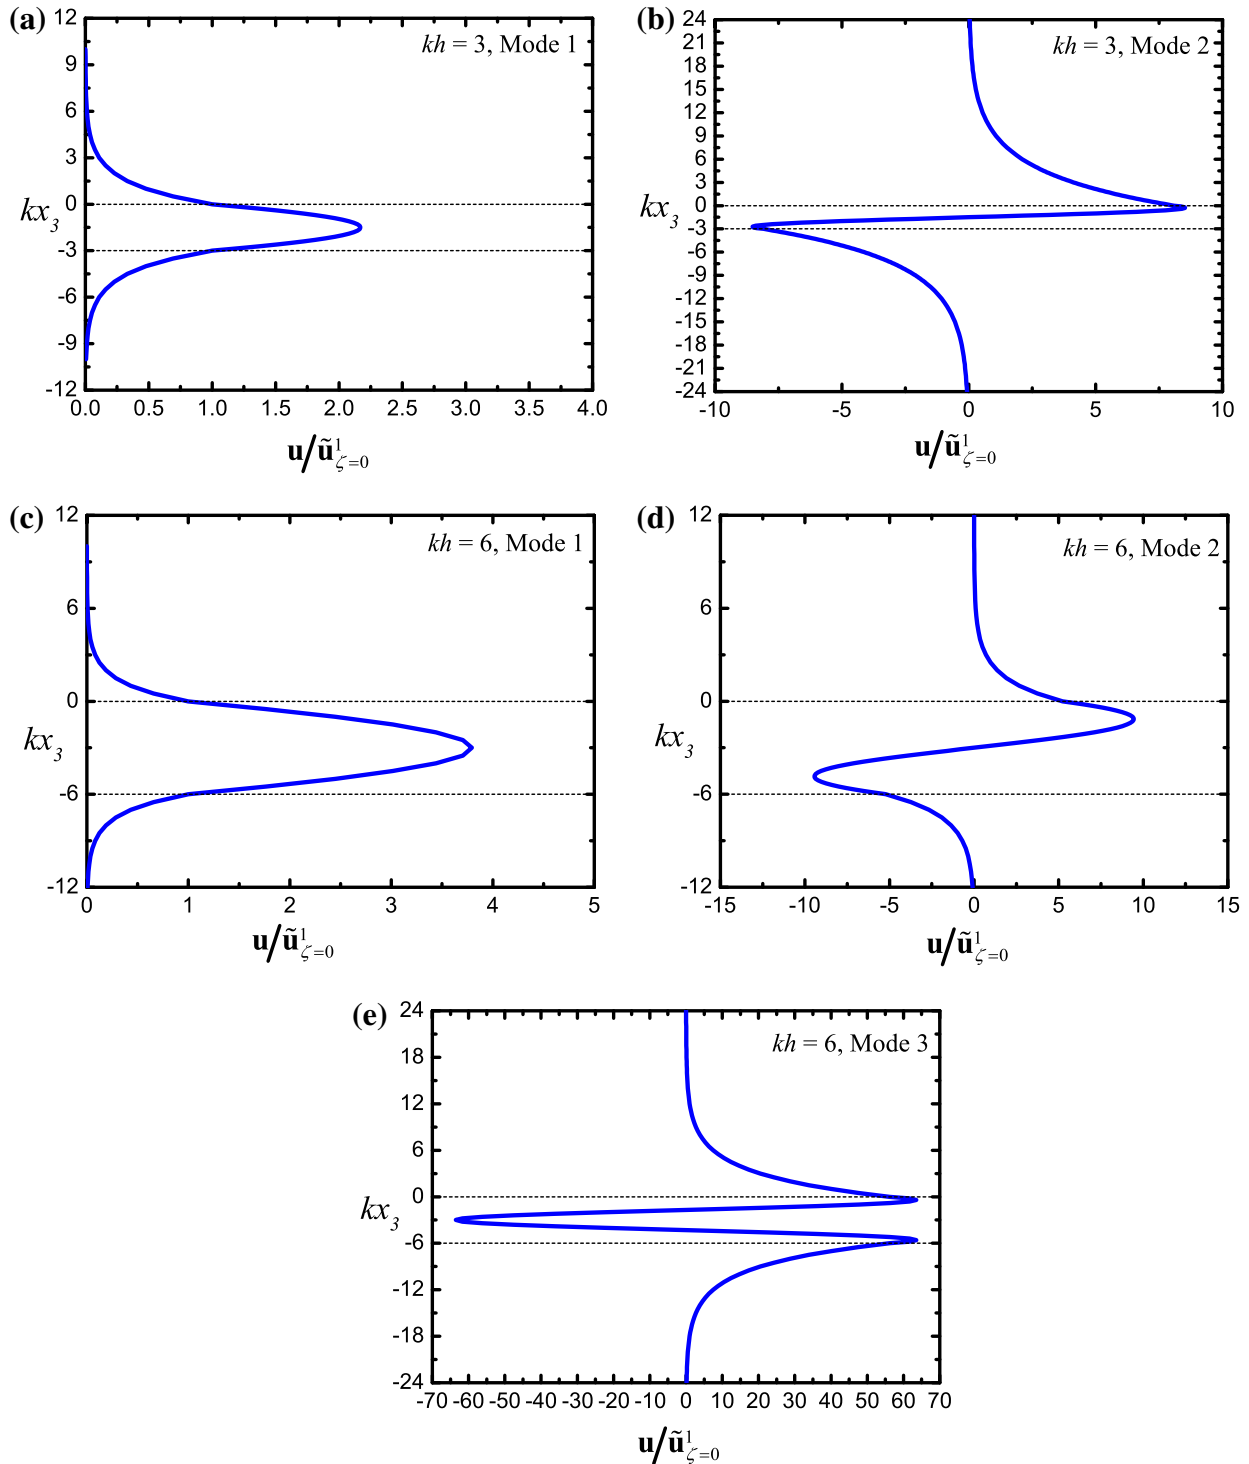 (a)
kh = 3, Mode 1
12
9
6
3
0
-3
-6
-9
-12
kx₃
0.0 0.5 1.0 1.5 2.0 2.5 3.0 3.5 4.0
u/ũ¹ζ=0
(b)
kh = 3, Mode 2
24
21
18
15
12
9
6
3
0
-3
-6
-9
-12
-15
-18
-21
-24
kx₃
-10 -5 0 5 10
u/ũ¹ζ=0
(c)
kh = 6, Mode 1
12
6
0
-6
-12
kx₃
0 1 2 3 4 5
u/ũ¹ζ=0
(d)
kh = 6, Mode 2
12
6
0
-6
-12
kx₃
-15 -10 -5 0 5 10 15
u/ũ¹ζ=0
(e)
kh = 6, Mode 3
24
18
12
6
0
-6
-12
-18
-24
kx₃
-70 -60 -50 -40 -30 -20 -10 0 10 20 30 40 50 60 70
u/ũ¹ζ=0